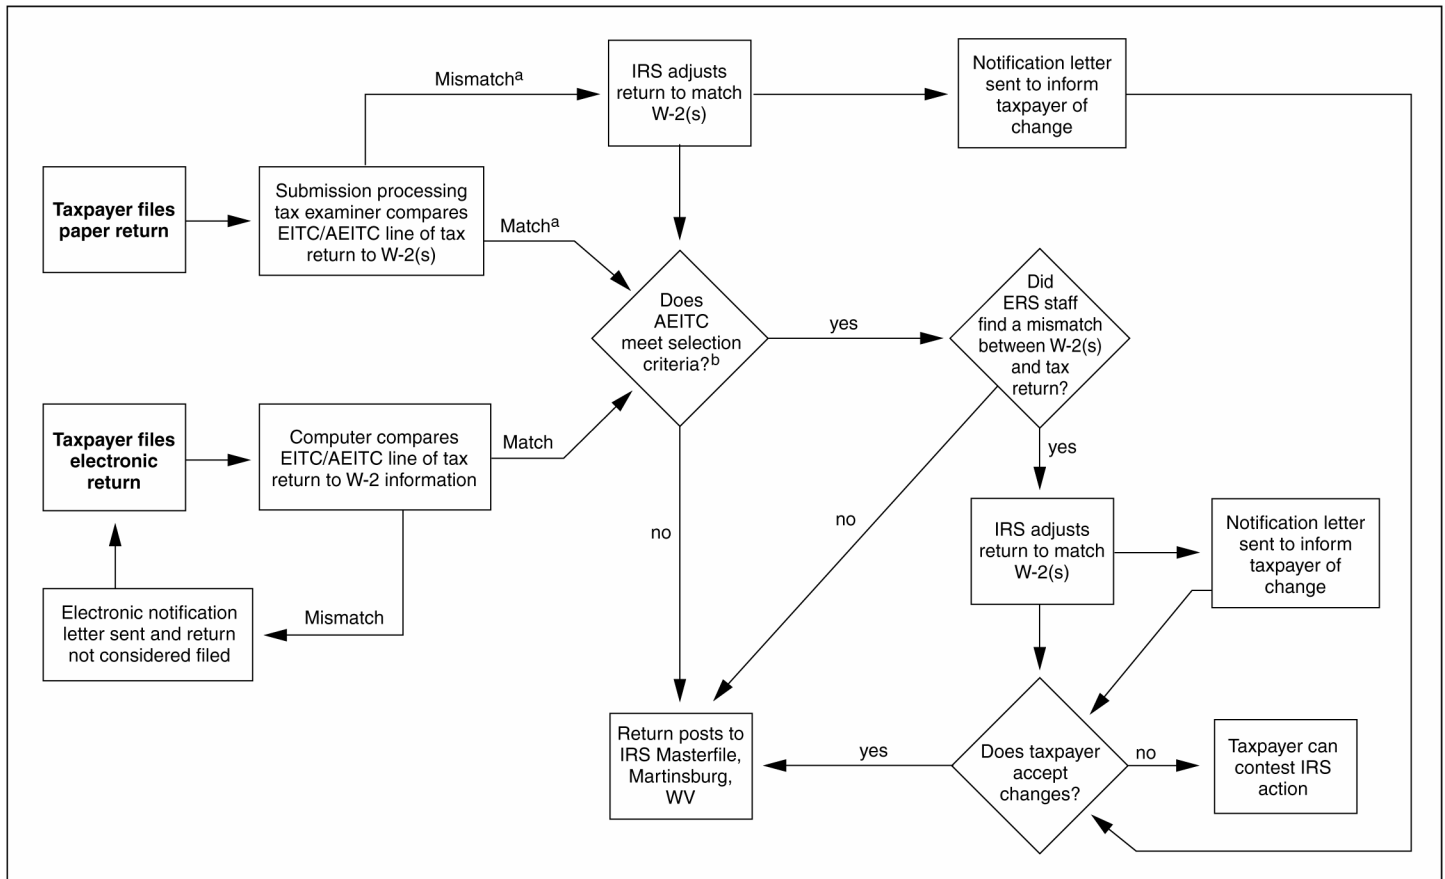 Mismatchᵃ
IRS adjusts
return to match
W-2(s)
Notification letter
sent to inform
taxpayer of
change
Taxpayer files
paper return
Submission processing
tax examiner compares
EITC/AEITC line of tax
return to W-2(s)
Matchᵃ
Does
AEITC
meet selection
criteria?ᵇ
yes
Did
ERS staff
find a mismatch
between W-2(s)
and tax
return?
Taxpayer files
electronic
return
Computer compares
EITC/AEITC line of tax
return to W-2 information
Match
yes
no
no
IRS adjusts
return to match
W-2(s)
Notification letter
sent to inform
taxpayer of
change
Electronic notification
letter sent and return
not considered filed
Mismatch
Return posts to
IRS Masterfile,
Martinsburg,
WV
yes
Does taxpayer
accept
changes?
no
Taxpayer can
contest IRS
action